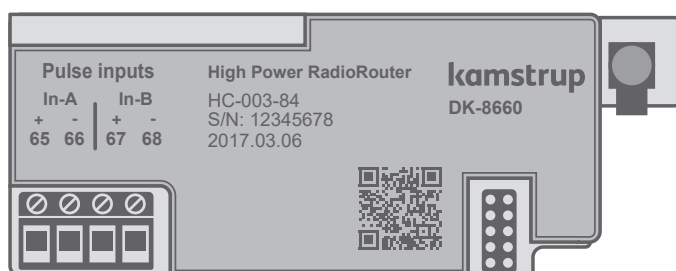 Pulse inputs
In-A In-B
+ - + -
65 66 67 68
High Power RadioRouter
HC-003-84
S/N: 12345678
2017.03.06
kamstrup
DK-8660